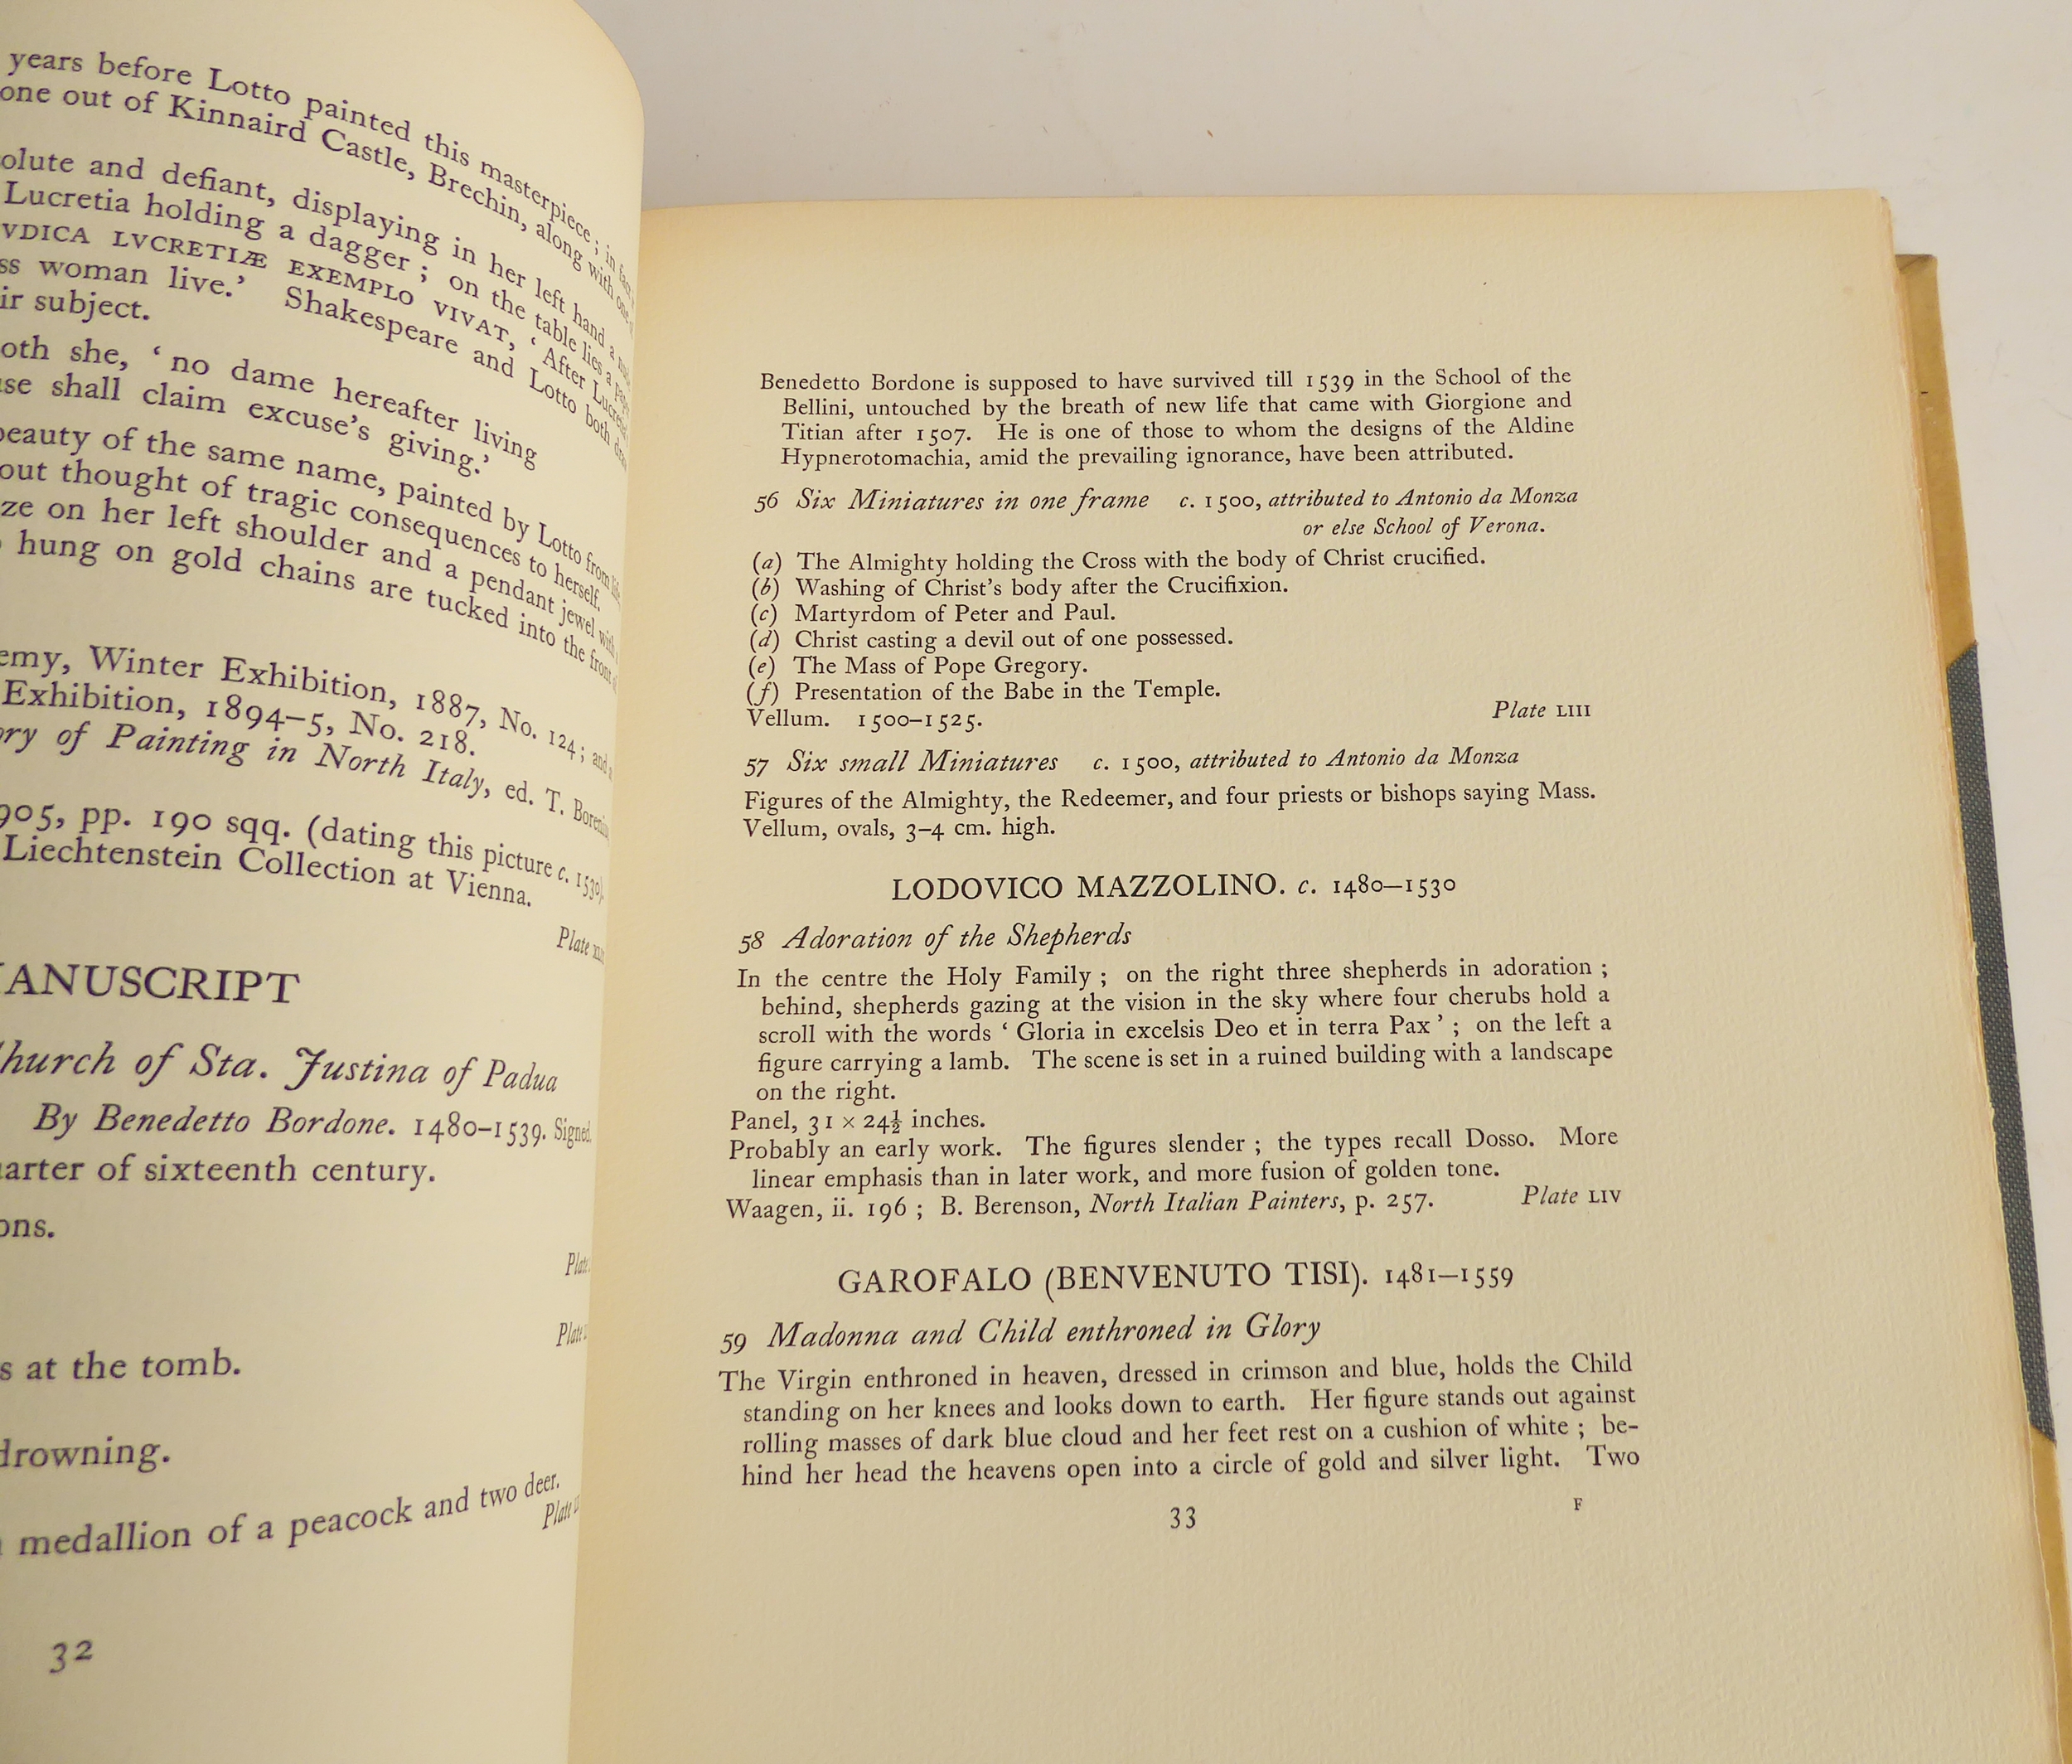 years before Lotto painted this masterpiece ; in fact
one out of Kinnaird Castle, Brechin, along with one
olute and defiant, displaying in her left hand a
Lucretia holding a dagger ; on the table lies a
VDICA LVCRETIÆ EXEMPLO VIVAT, ‘ After
ss woman live.’ Shakespeare and Lotto both
ir subject.
oth she, ‘ no dame hereafter living
use shall claim excuse’s giving.’
beauty of the same name, painted by Lotto from
out thought of tragic consequences to herself.
ze on her left shoulder and a pendant jewel with
hung on gold chains are tucked into the front
emy, Winter Exhibition, 1887, No. 124 ; and
Exhibition, 1894–5, No. 218.
ory of Painting in North Italy, ed. T.
905, pp. 190 sqq. (dating this picture c. 1530).
Liechtenstein Collection at Vienna.
Plate
MANUSCRIPT
hurch of Sta. Justina of Padua
By Benedetto Bordone. 1480–1539. Signed.
uarter of sixteenth century.
ons.
Plate
Plate
s at the tomb.
drowning.
medallion of a peacock and two deer.
Plate
32
Benedetto Bordone is supposed to have survived till 1539 in the School of the
Bellini, untouched by the breath of new life that came with Giorgione and
Titian after 1507. He is one of those to whom the designs of the Aldine
Hypnerotomachia, amid the prevailing ignorance, have been attributed.
56 Six Miniatures in one frame c. 1500, attributed to Antonio da Monza
or else School of Verona.
(a) The Almighty holding the Cross with the body of Christ crucified.
(b) Washing of Christ’s body after the Crucifixion.
(c) Martyrdom of Peter and Paul.
(d) Christ casting a devil out of one possessed.
(e) The Mass of Pope Gregory.
(f) Presentation of the Babe in the Temple.
Vellum. 1500–1525. Plate LIII
57 Six small Miniatures c. 1500, attributed to Antonio da Monza
Figures of the Almighty, the Redeemer, and four priests or bishops saying Mass.
Vellum, ovals, 3–4 cm. high.
LODOVICO MAZZOLINO. c. 1480–1530
58 Adoration of the Shepherds
In the centre the Holy Family ; on the right three shepherds in adoration ;
behind, shepherds gazing at the vision in the sky where four cherubs hold a
scroll with the words ‘ Gloria in excelsis Deo et in terra Pax ’ ; on the left a
figure carrying a lamb. The scene is set in a ruined building with a landscape
on the right.
Panel, 31 × 24½ inches.
Probably an early work. The figures slender ; the types recall Dosso. More
linear emphasis than in later work, and more fusion of golden tone.
Waagen, ii. 196 ; B. Berenson, North Italian Painters, p. 257. Plate LIV
GAROFALO (BENVENUTO TISI). 1481–1559
59 Madonna and Child enthroned in Glory
The Virgin enthroned in heaven, dressed in crimson and blue, holds the Child
standing on her knees and looks down to earth. Her figure stands out against
rolling masses of dark blue cloud and her feet rest on a cushion of white ; be-
hind her head the heavens open into a circle of gold and silver light. Two
33
F